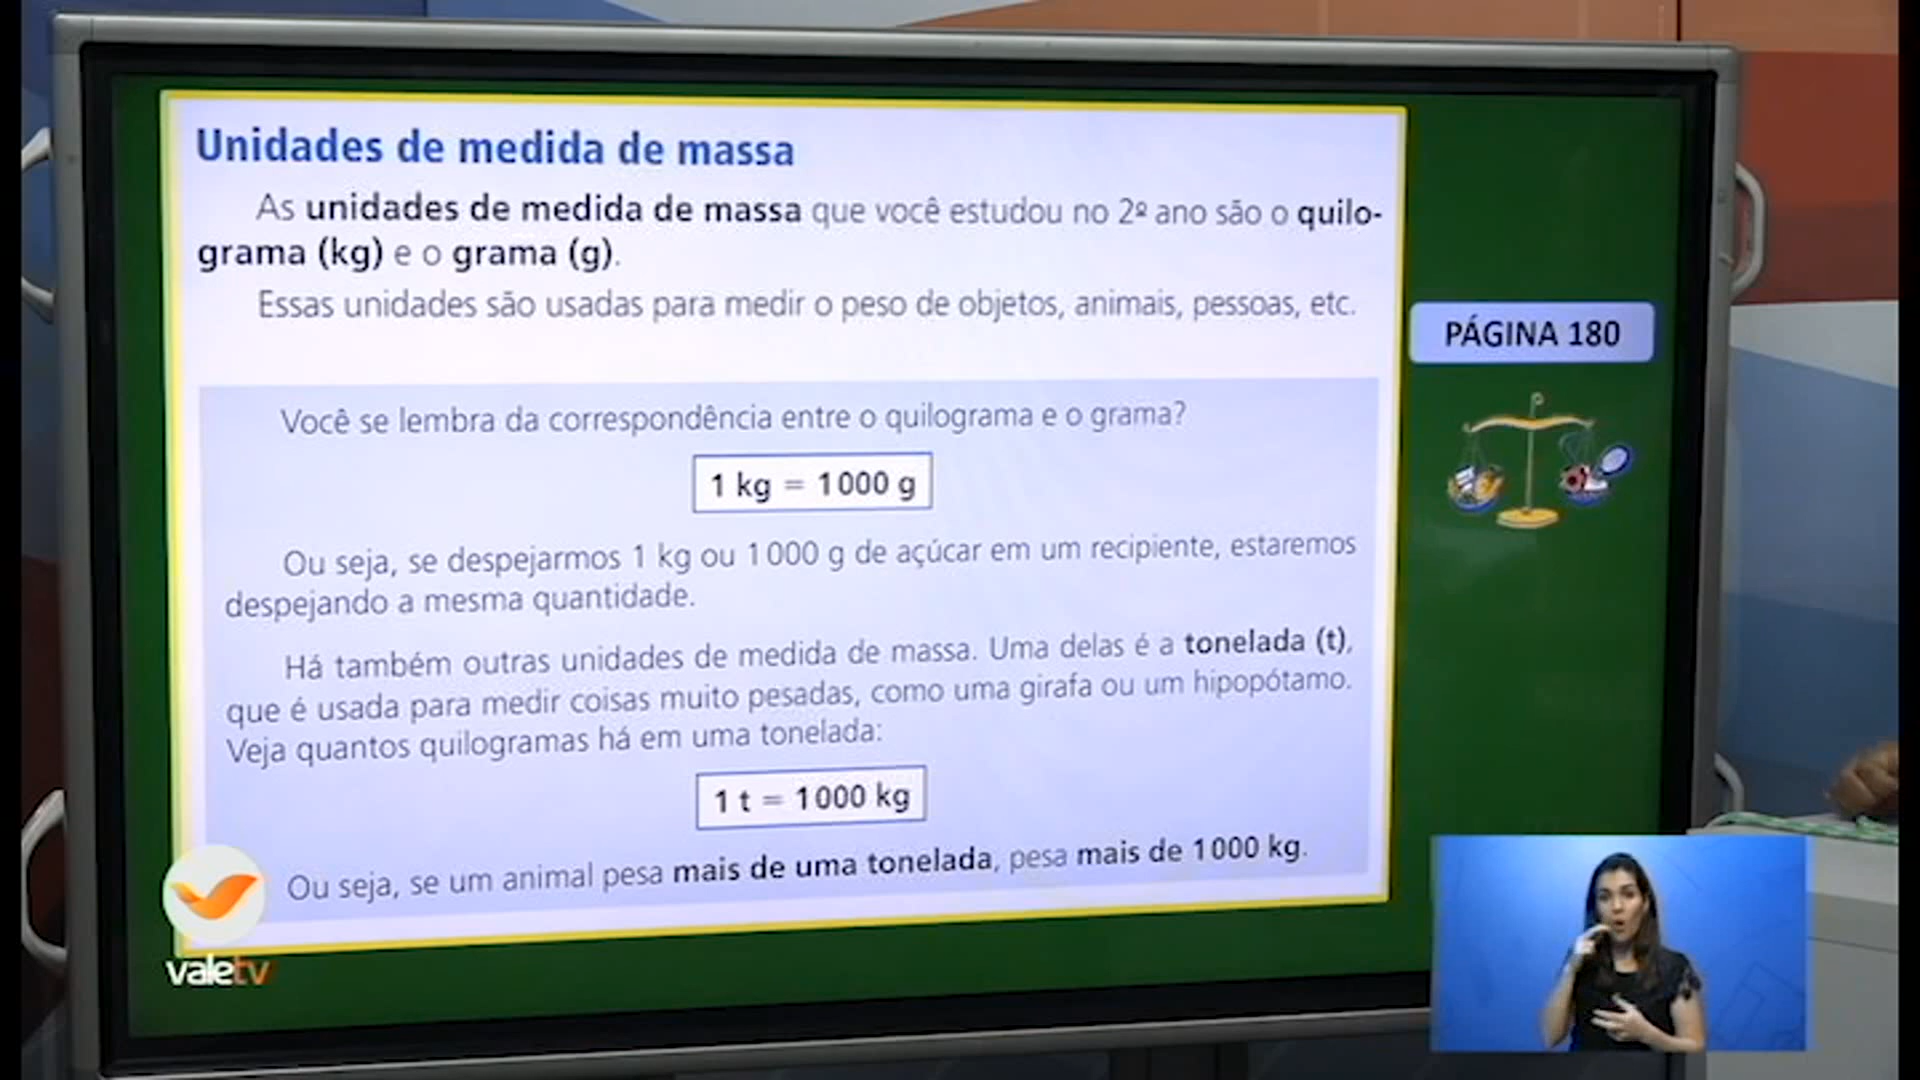 Unidades de medida de massa
As unidades de medida de massa que você estudou no 2º ano são o quilo-
grama (kg) e o grama (g).
Essas unidades são usadas para medir o peso de objetos, animais, pessoas, etc.
PÁGINA 180
Você se lembra da correspondência entre o quilograma e o grama?
1 kg = 1000 g
Ou seja, se despejarmos 1 kg ou 1000 g de açúcar em um recipiente, estaremos
despejando a mesma quantidade.
Há também outras unidades de medida de massa. Uma delas é a tonelada (t),
que é usada para medir coisas muito pesadas, como uma girafa ou um hipopótamo.
Veja quantos quilogramas há em uma tonelada:
1 t = 1000 kg
Ou seja, se um animal pesa mais de uma tonelada, pesa mais de 1000 kg.
valetv